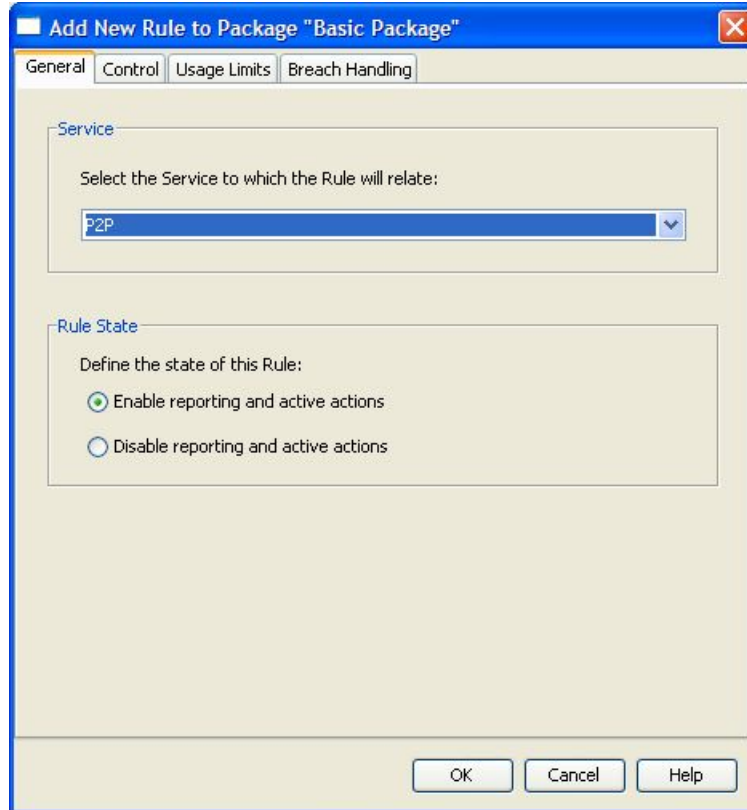 Add New Rule to Package "Basic Package"
General Control Usage Limits Breach Handling
Service
Select the Service to which the Rule will relate:
P2P
Rule State
Define the state of this Rule:
Enable reporting and active actions
Disable reporting and active actions
OK Cancel Help